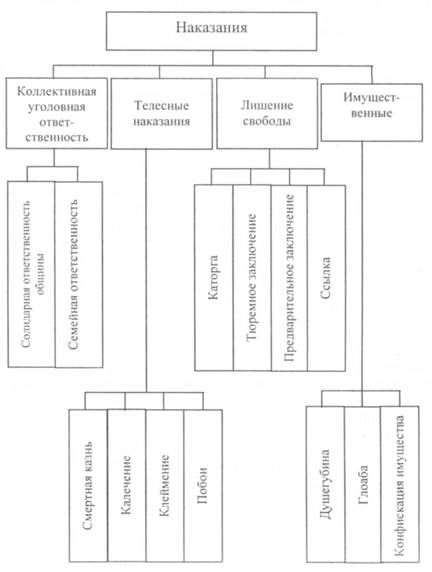 Наказания
Коллективная
уголовная
ответ-
ственность
Телесные
наказания
Лишение
свободы
Имущест-
венные
Солидарная ответственность
общины
Семейная ответственность
Каторга
Тюремное заключение
Предварительное заключение
Ссылка
Смертная казнь
Калечение
Клеймение
Побои
Душегубина
Глоаба
Конфискация имущества